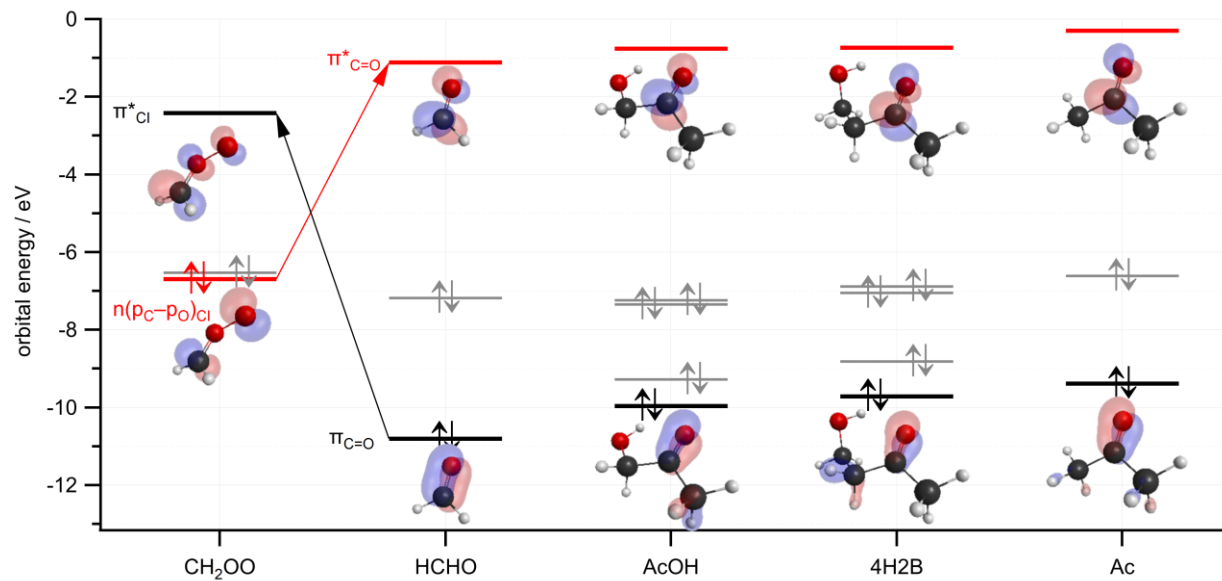 0
-2
-4
-6
-8
-10
-12
orbital energy / eV
π*CI
n(pC–pO)CI
π*C=O
πC=O
CH2OO
HCHO
AcOH
4H2B
Ac